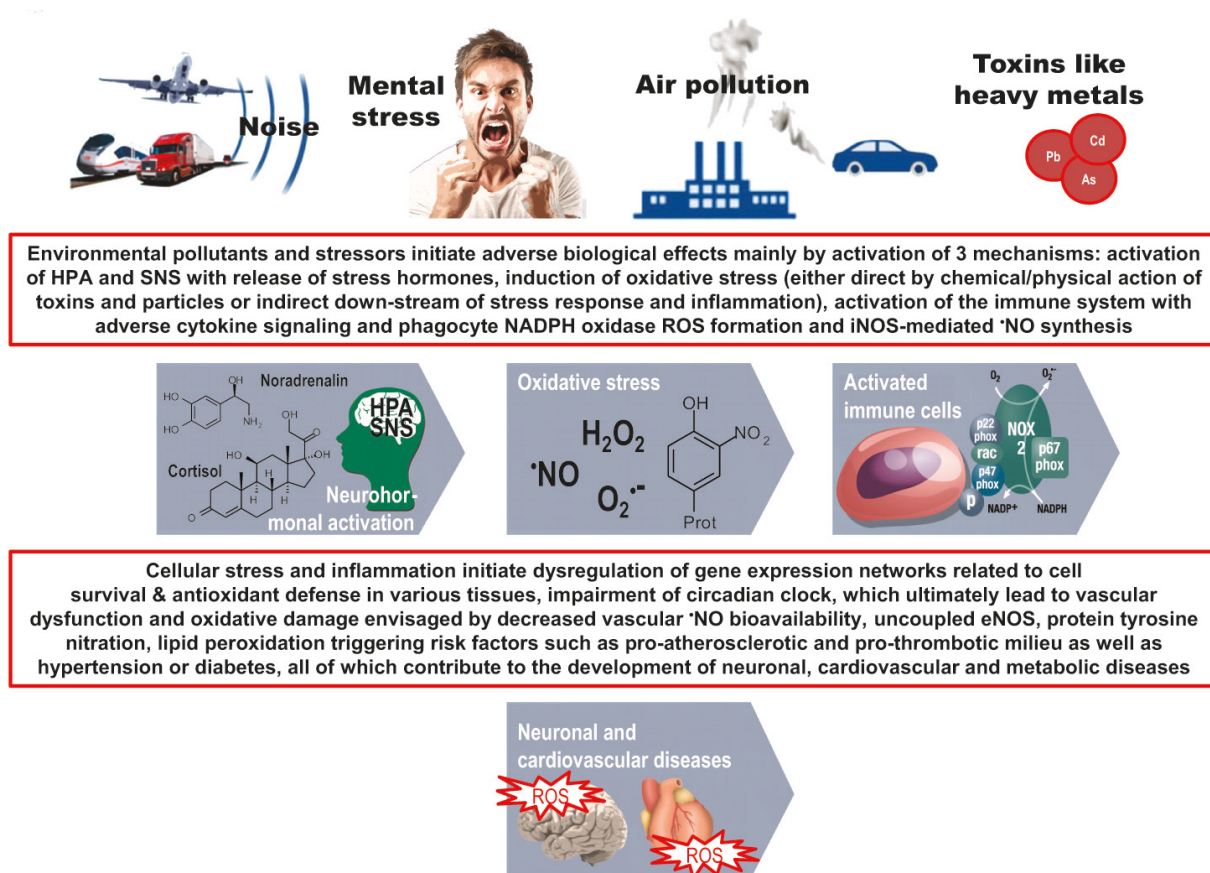 Noise
Mental
stress
Air pollution
Toxins like
heavy metals
Pb
Cd
As
Environmental pollutants and stressors initiate adverse biological effects mainly by activation of 3 mechanisms: activation
of HPA and SNS with release of stress hormones, induction of oxidative stress (either direct by chemical/physical action of
toxins and particles or indirect down-stream of stress response and inflammation), activation of the immune system with
adverse cytokine signaling and phagocyte NADPH oxidase ROS formation and iNOS-mediated •NO synthesis
Noradrenalin
OH
HO
HO
NH₂
HPA
SNS
Cortisol
HO
O
OH
HO
H
H
H
O
Neurohor-
monal activation
Oxidative stress
H₂O₂
•NO
O₂•-
OH
NO₂
Prot
Activated
immune cells
O₂
O₂•-
p22
phox
NOX
2
rac
p67
phox
p47
phox
p
NADP+
NADPH
Cellular stress and inflammation initiate dysregulation of gene expression networks related to cell
survival & antioxidant defense in various tissues, impairment of circadian clock, which ultimately lead to vascular
dysfunction and oxidative damage envisaged by decreased vascular •NO bioavailability, uncoupled eNOS, protein tyrosine
nitration, lipid peroxidation triggering risk factors such as pro-atherosclerotic and pro-thrombotic milieu as well as
hypertension or diabetes, all of which contribute to the development of neuronal, cardiovascular and metabolic diseases
Neuronal and
cardiovascular diseases
ROS
ROS